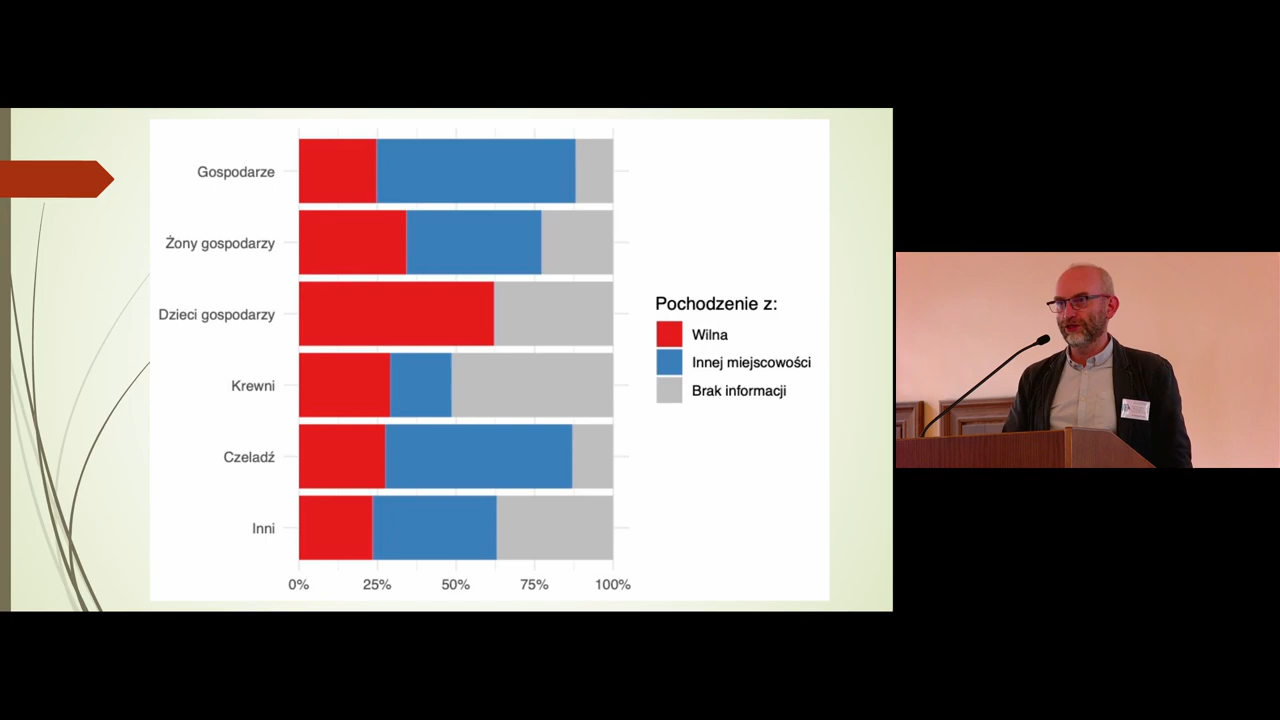 Gospodarze
Żony gospodarzy
Dzieci gospodarzy
Krewni
Czeladź
Inni
0% 25% 50% 75% 100%
Pochodzenie z:
Wilna
Innej miejscowości
Brak informacji